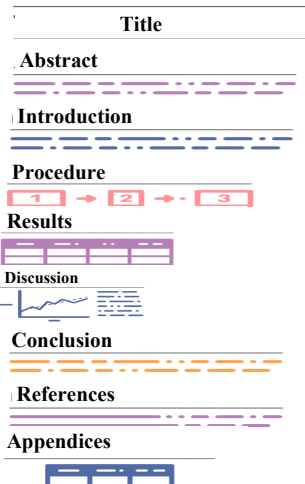 Title
Abstract
Introduction
Procedure
1 2 3
Results
Discussion
Conclusion
References
Appendices